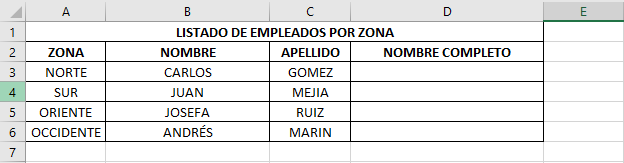 A B C D E
1 LISTADO DE EMPLEADOS POR ZONA
2 ZONA NOMBRE APELLIDO NOMBRE COMPLETO
3 NORTE CARLOS GOMEZ
4 SUR JUAN MEJIA
5 ORIENTE JOSEFA RUIZ
6 OCCIDENTE ANDRÉS MARIN
7